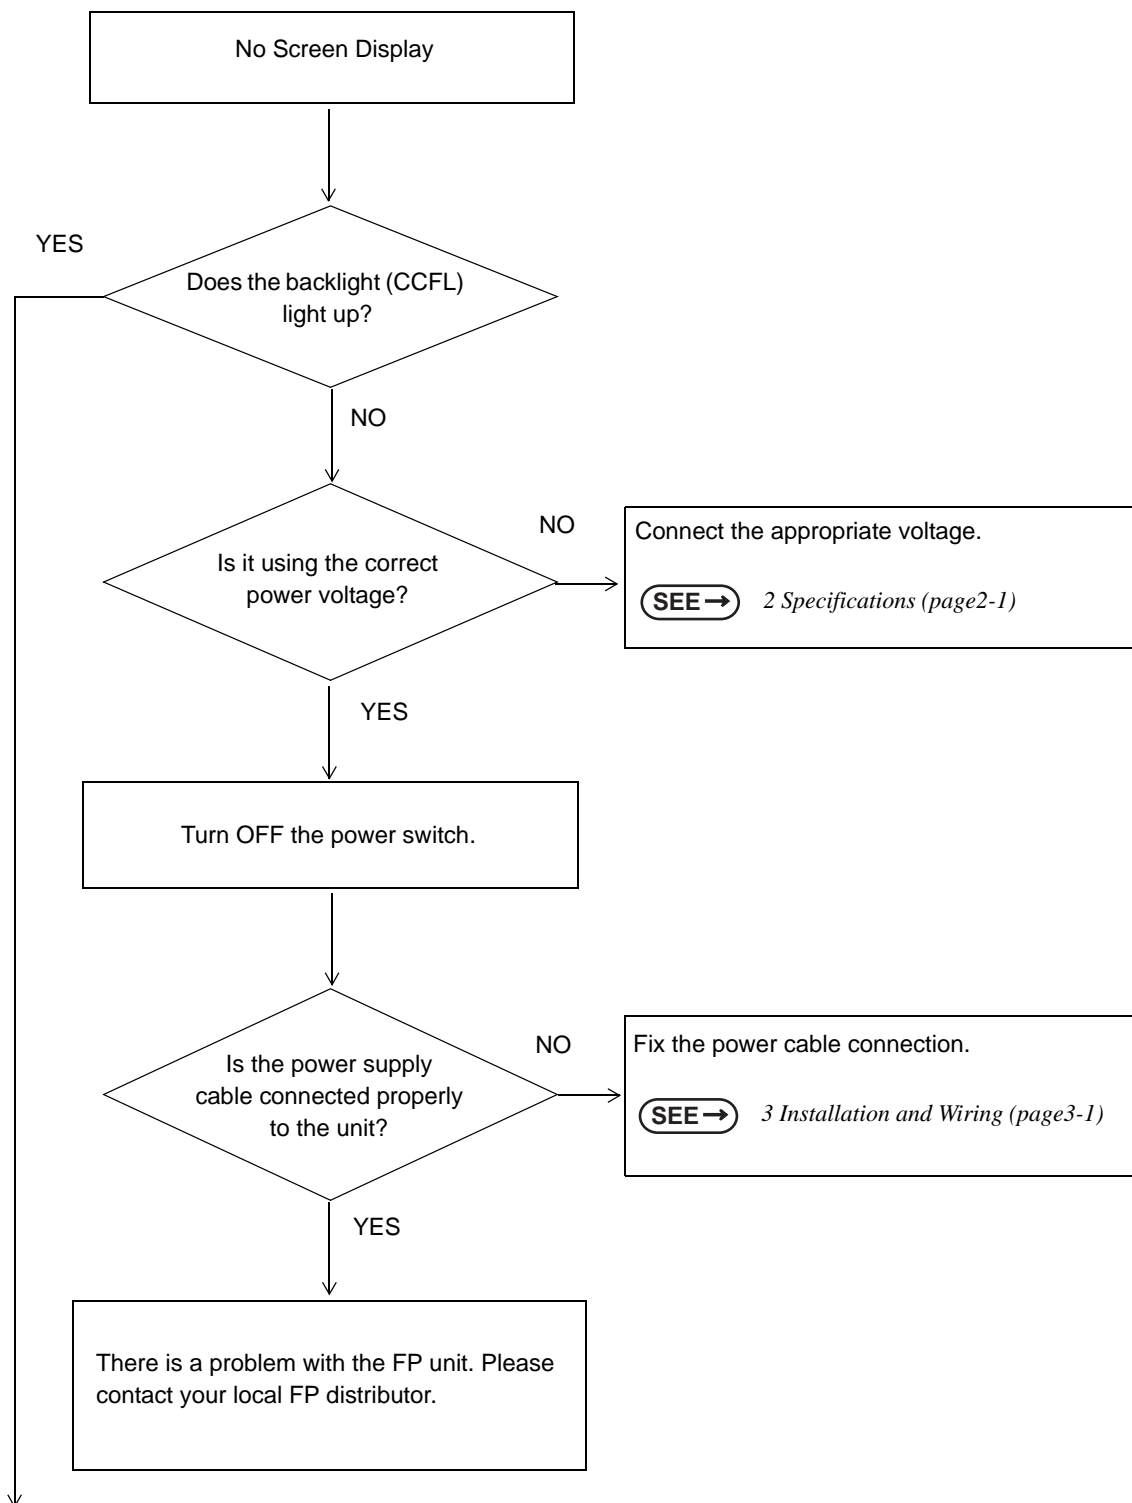 No Screen Display
YES
Does the backlight (CCFL)
light up?
NO
Is it using the correct
power voltage?
NO
Connect the appropriate voltage.
SEE→ 2 Specifications (page2-1)
YES
Turn OFF the power switch.
Is the power supply
cable connected properly
to the unit?
NO
Fix the power cable connection.
SEE→ 3 Installation and Wiring (page3-1)
YES
There is a problem with the FP unit. Please
contact your local FP distributor.